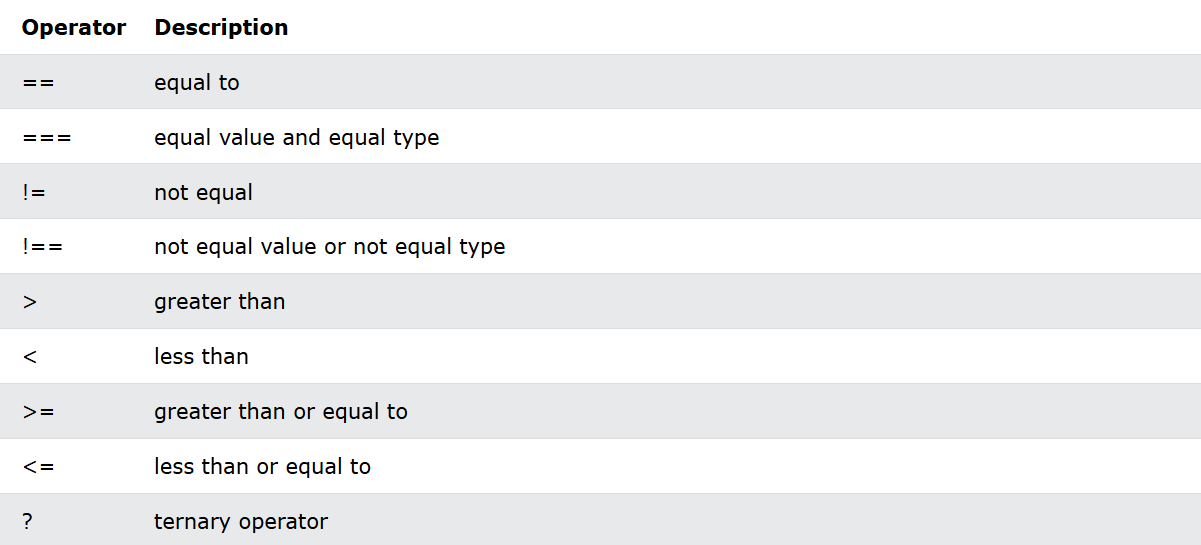 Operator Description
== equal to
=== equal value and equal type
!= not equal
!== not equal value or not equal type
> greater than
< less than
>= greater than or equal to
<= less than or equal to
? ternary operator